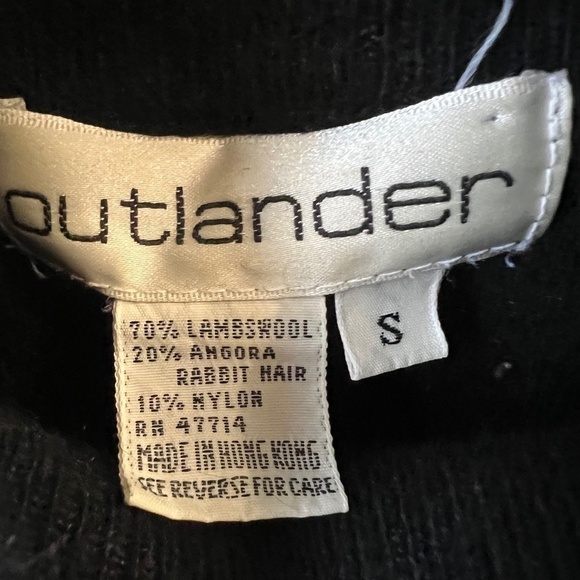 outlander
S
70% LAMBSWOOL
20% ANGORA
RABBIT HAIR
10% NYLON
RN 47714
MADE IN HONG KONG
SEE REVERSE FOR CARE